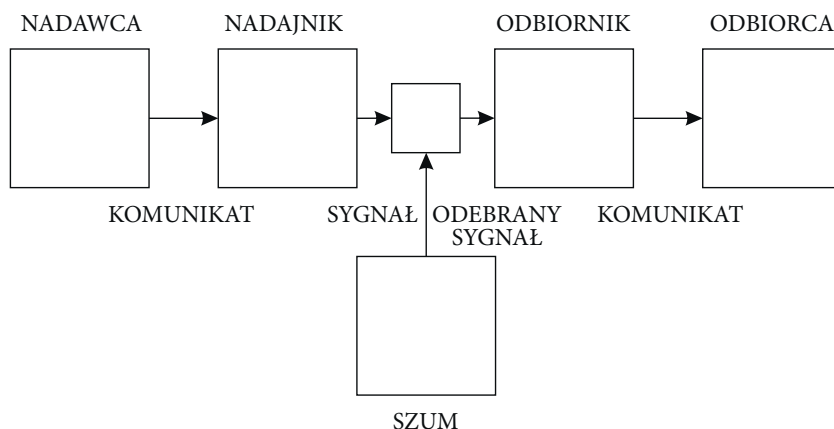 NADAWCA
NADAJNIK
ODBIORNIK
ODBIORCA
KOMUNIKAT
SYGNAŁ
ODEBRANY
SYGNAŁ
KOMUNIKAT
SZUM